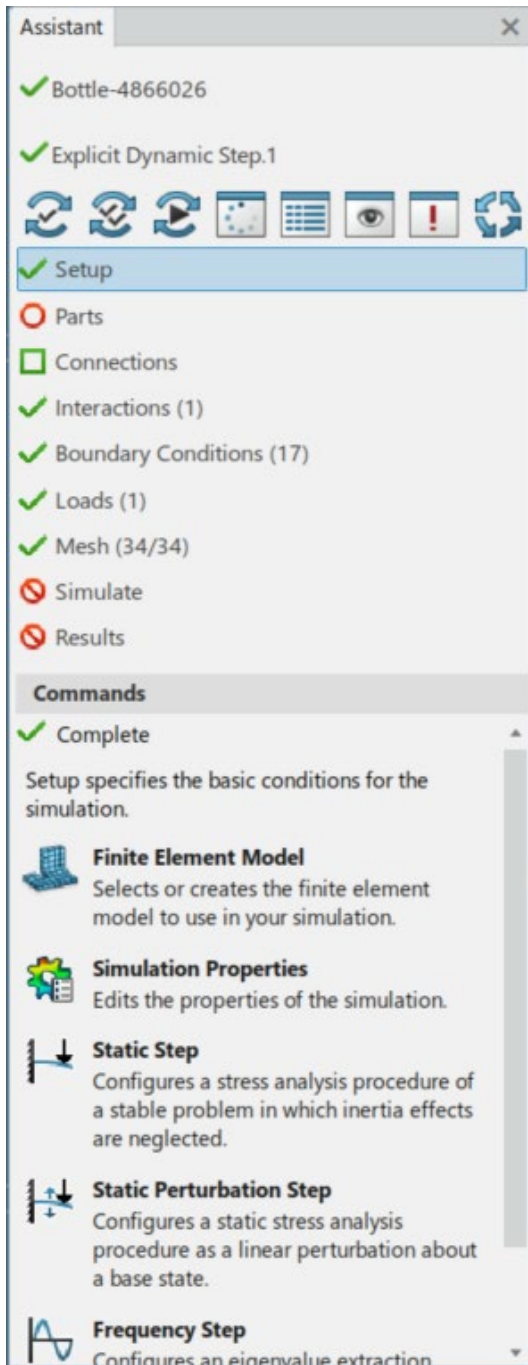 Assistant
Bottle-4866026
Explicit Dynamic Step.1
Setup
Parts
Connections
Interactions (1)
Boundary Conditions (17)
Loads (1)
Mesh (34/34)
Simulate
Results
Commands
Complete
Setup specifies the basic conditions for the
simulation.
Finite Element Model
Selects or creates the finite element
model to use in your simulation.
Simulation Properties
Edits the properties of the simulation.
Static Step
Configures a stress analysis procedure of
a stable problem in which inertia effects
are neglected.
Static Perturbation Step
Configures a static stress analysis
procedure as a linear perturbation about
a base state.
Frequency Step
Configures an eigenvalue extraction